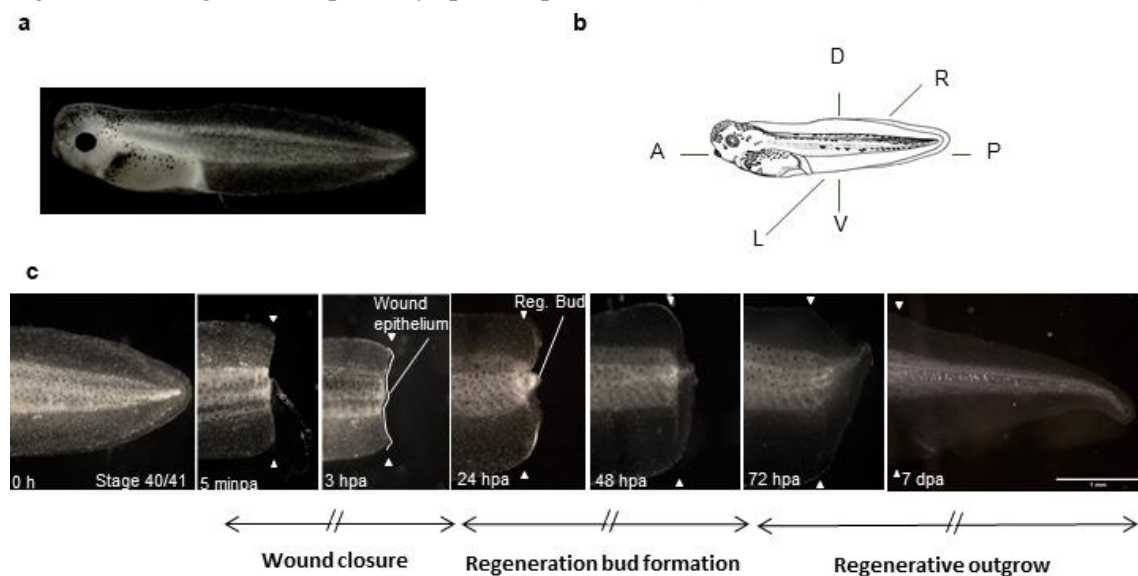 a
b
D
R
A
P
L
V
c
Wound
epithelium
Reg. Bud
0 h
Stage 40/41
5 minpa
3 hpa
24 hpa
48 hpa
72 hpa
7 dpa
Wound closure
Regeneration bud formation
Regenerative outgrow